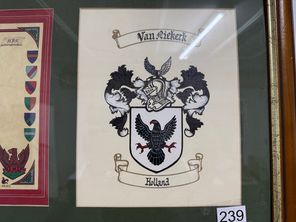 Van Niekerk
Holland
239